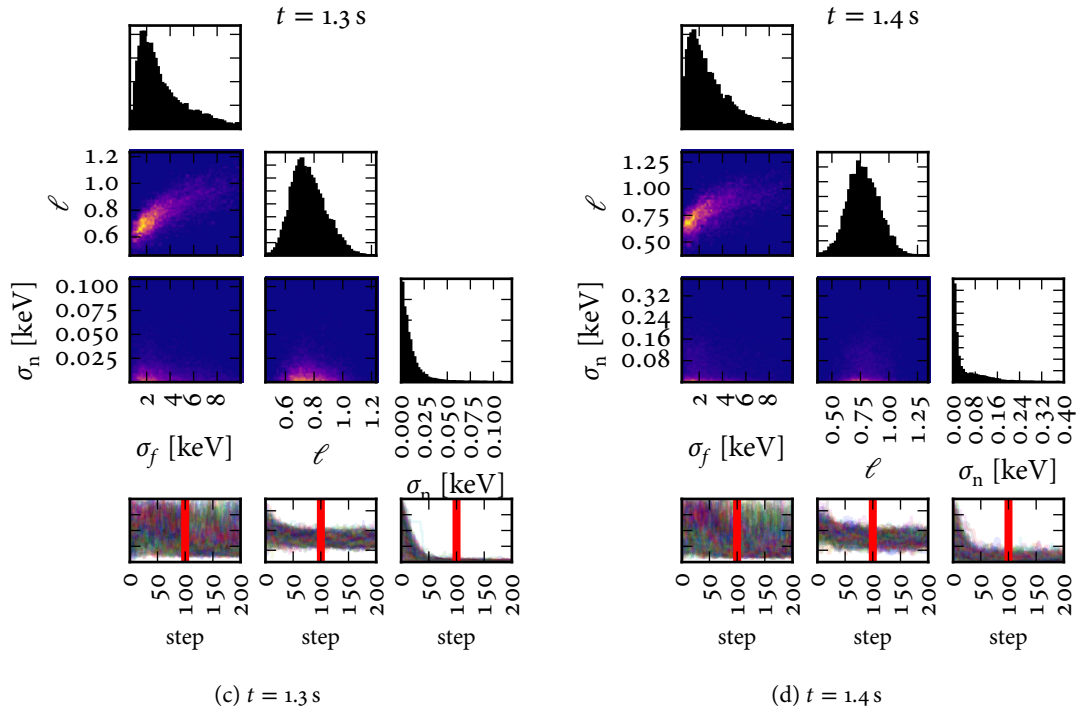 t = 1.3 s
1.2
1.0
0.8
0.6
ℓ
0.100
0.075
0.050
0.025
σn [keV]
2 4 6 8
σf [keV]
0.6 0.8 1.0 1.2
ℓ
0.000 0.025 0.050 0.075 0.100
σn [keV]
0 50 100 150 200
step
0 50 100 150 200
step
0 50 100 150 200
step
(c) t = 1.3 s
t = 1.4 s
1.25
1.00
0.75
0.50
ℓ
0.32
0.24
0.16
0.08
σn [keV]
2 4 6 8
σf [keV]
0.50 0.75 1.00 1.25
ℓ
0.00 0.08 0.16 0.24 0.32 0.40
σn [keV]
0 50 100 150 200
step
0 50 100 150 200
step
0 50 100 150 200
step
(d) t = 1.4 s